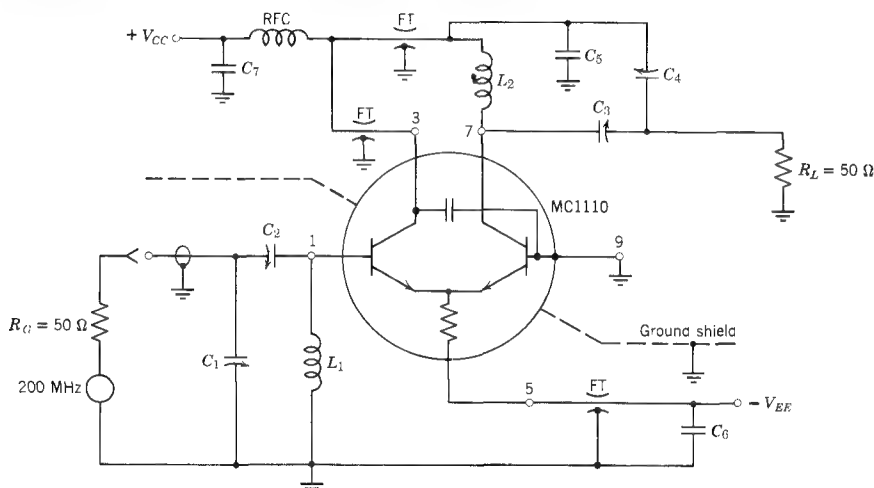 RFC
FT
+ V_CC
C_7
C_5
C_4
L_2
FT
3
7
C_3
R_L = 50 Ω
MC1110
C_2
1
9
R_G = 50 Ω
Ground shield
C_1
L_1
200 MHz
5
FT
- V_EE
C_6